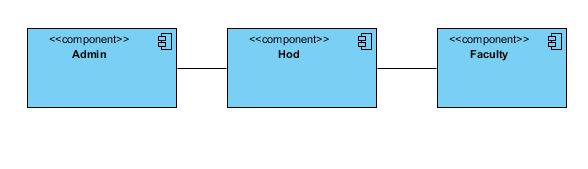 <<component>>
Admin
<<component>>
Hod
<<component>>
Faculty